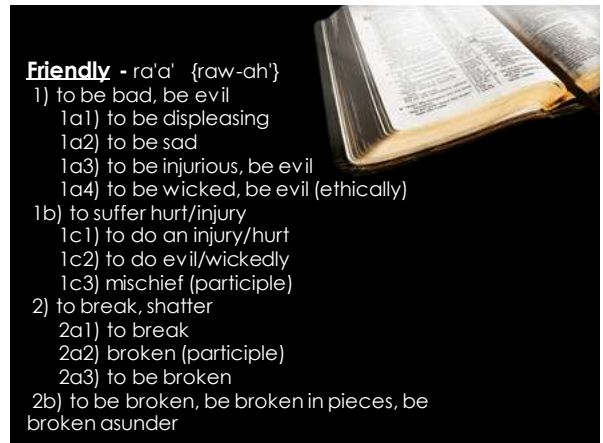 Friendly - ra'a' {raw-ah'}
1) to be bad, be evil
1a1) to be displeasing
1a2) to be sad
1a3) to be injurious, be evil
1a4) to be wicked, be evil (ethically)
1b) to suffer hurt/injury
1c1) to do an injury/hurt
1c2) to do evil/wickedly
1c3) mischief (participle)
2) to break, shatter
2a1) to break
2a2) broken (participle)
2a3) to be broken
2b) to be broken, be broken in pieces, be
broken asunder